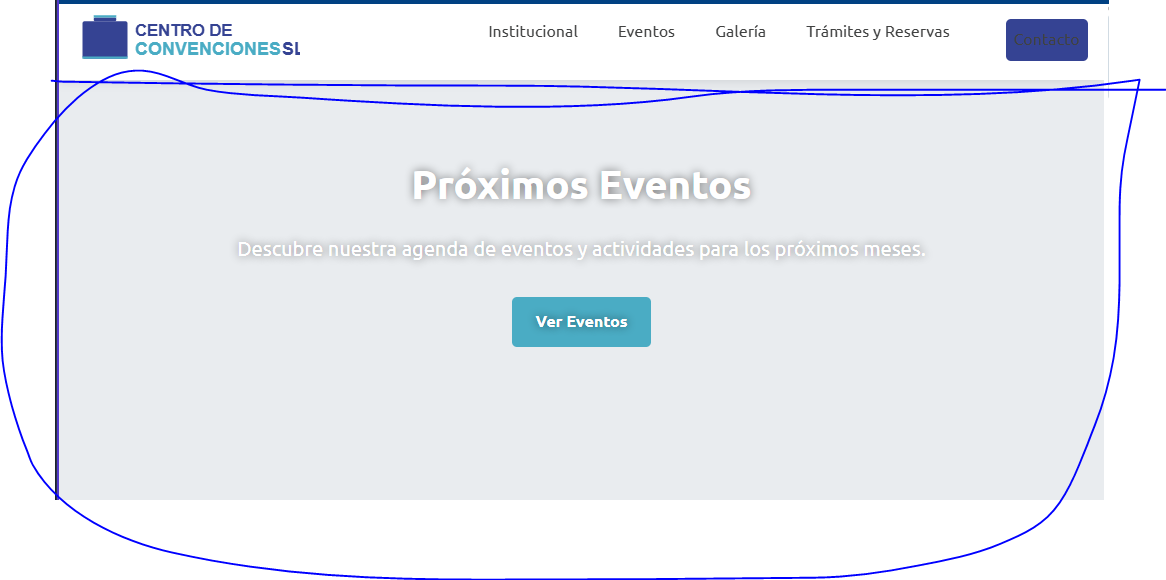 CENTRO DE
CONVENCIONES SL
Institucional
Eventos
Galería
Trámites y Reservas
Contacto
Próximos Eventos
Descubre nuestra agenda de eventos y actividades para los próximos meses.
Ver Eventos